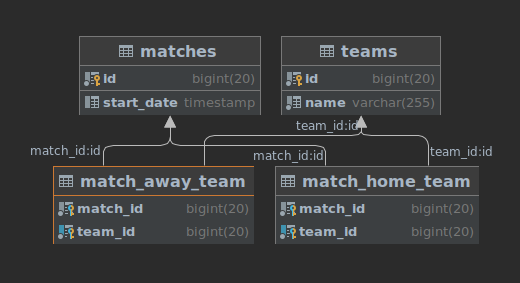 matches
id bigint(20)
start_date timestamp
teams
id bigint(20)
name varchar(255)
team_id:id
match_id:id
match_id:id
team_id:id
match_away_team
match_id bigint(20)
team_id bigint(20)
match_home_team
match_id bigint(20)
team_id bigint(20)